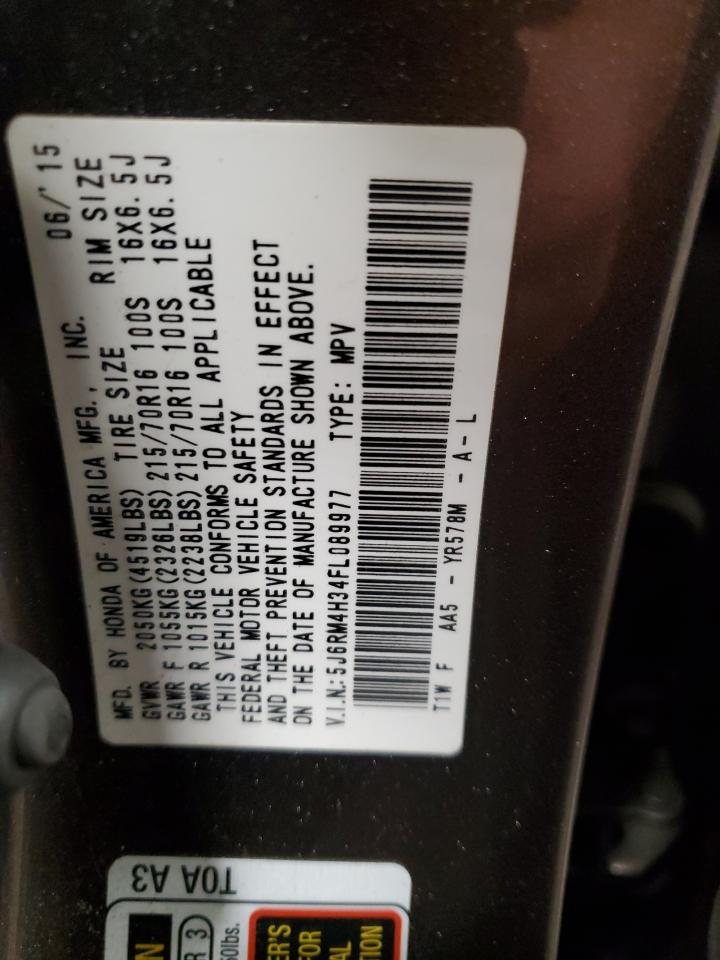 MFD. BY HONDA OF AMERICA MFG., INC. 06/'15
GVWR 2050KG(4519LBS) TIRE SIZE RIM SIZE
GAWR F 1055KG(2326LBS) 215/70R16 100S 16X6.5J
GAWR R 1015KG(2238LBS) 215/70R16 100S 16X6.5J
THIS VEHICLE CONFORMS TO ALL APPLICABLE
FEDERAL MOTOR VEHICLE SAFETY
AND THEFT PREVENTION STANDARDS IN EFFECT
ON THE DATE OF MANUFACTURE SHOWN ABOVE.
V.I.N.: 5J6RM4H34FL089977 TYPE: MPV
T1W F AA5 - YR578M - A - L
T0A A3
R 3